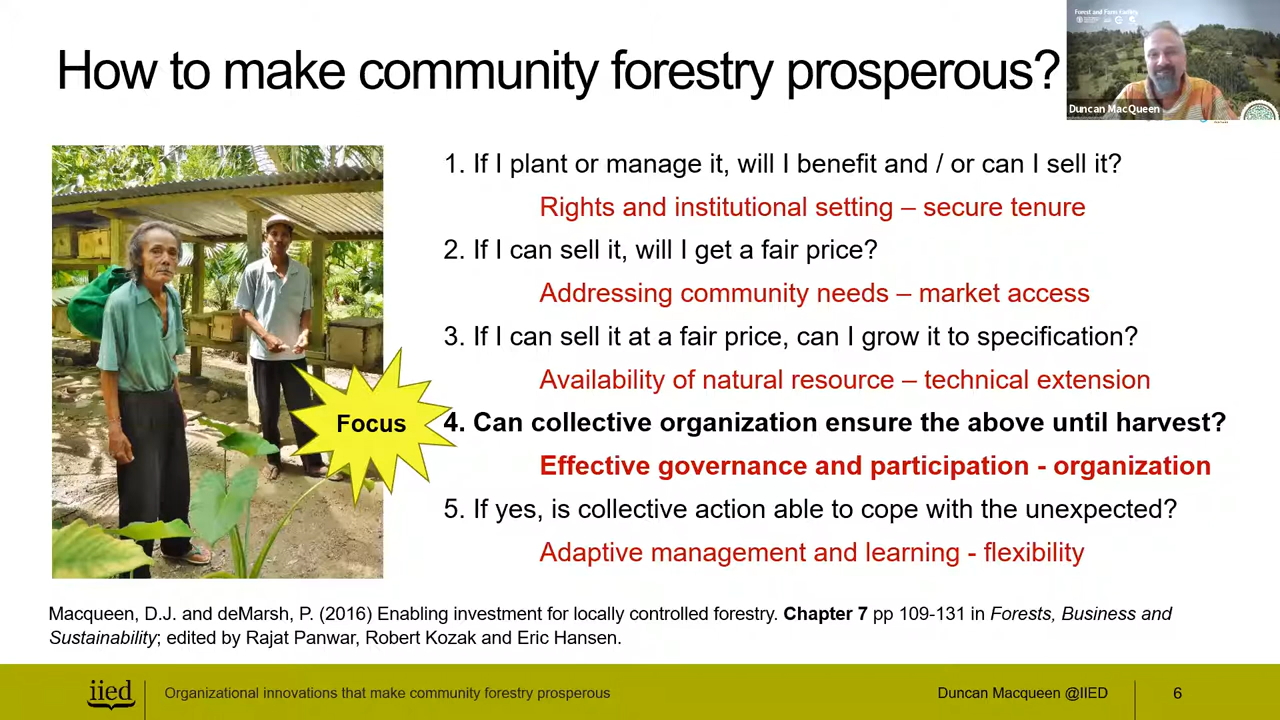 How to make community forestry prosperous?
Forest and Farm Facility
Duncan MacQueen
1. If I plant or manage it, will I benefit and / or can I sell it?
Rights and institutional setting – secure tenure
2. If I can sell it, will I get a fair price?
Addressing community needs – market access
3. If I can sell it at a fair price, can I grow it to specification?
Availability of natural resource – technical extension
Focus
4. Can collective organization ensure the above until harvest?
Effective governance and participation - organization
5. If yes, is collective action able to cope with the unexpected?
Adaptive management and learning - flexibility
Macqueen, D.J. and deMarsh, P. (2016) Enabling investment for locally controlled forestry. Chapter 7 pp 109-131 in Forests, Business and
Sustainability; edited by Rajat Panwar, Robert Kozak and Eric Hansen.
iied
Organizational innovations that make community forestry prosperous
Duncan Macqueen @IIED
6